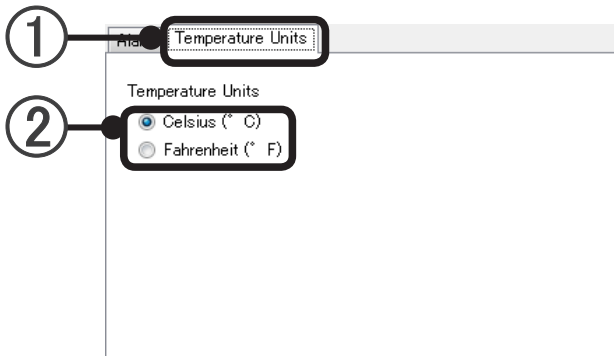 ①
Temperature Units
Temperature Units
②
Celsius (° C)
Fahrenheit (° F)